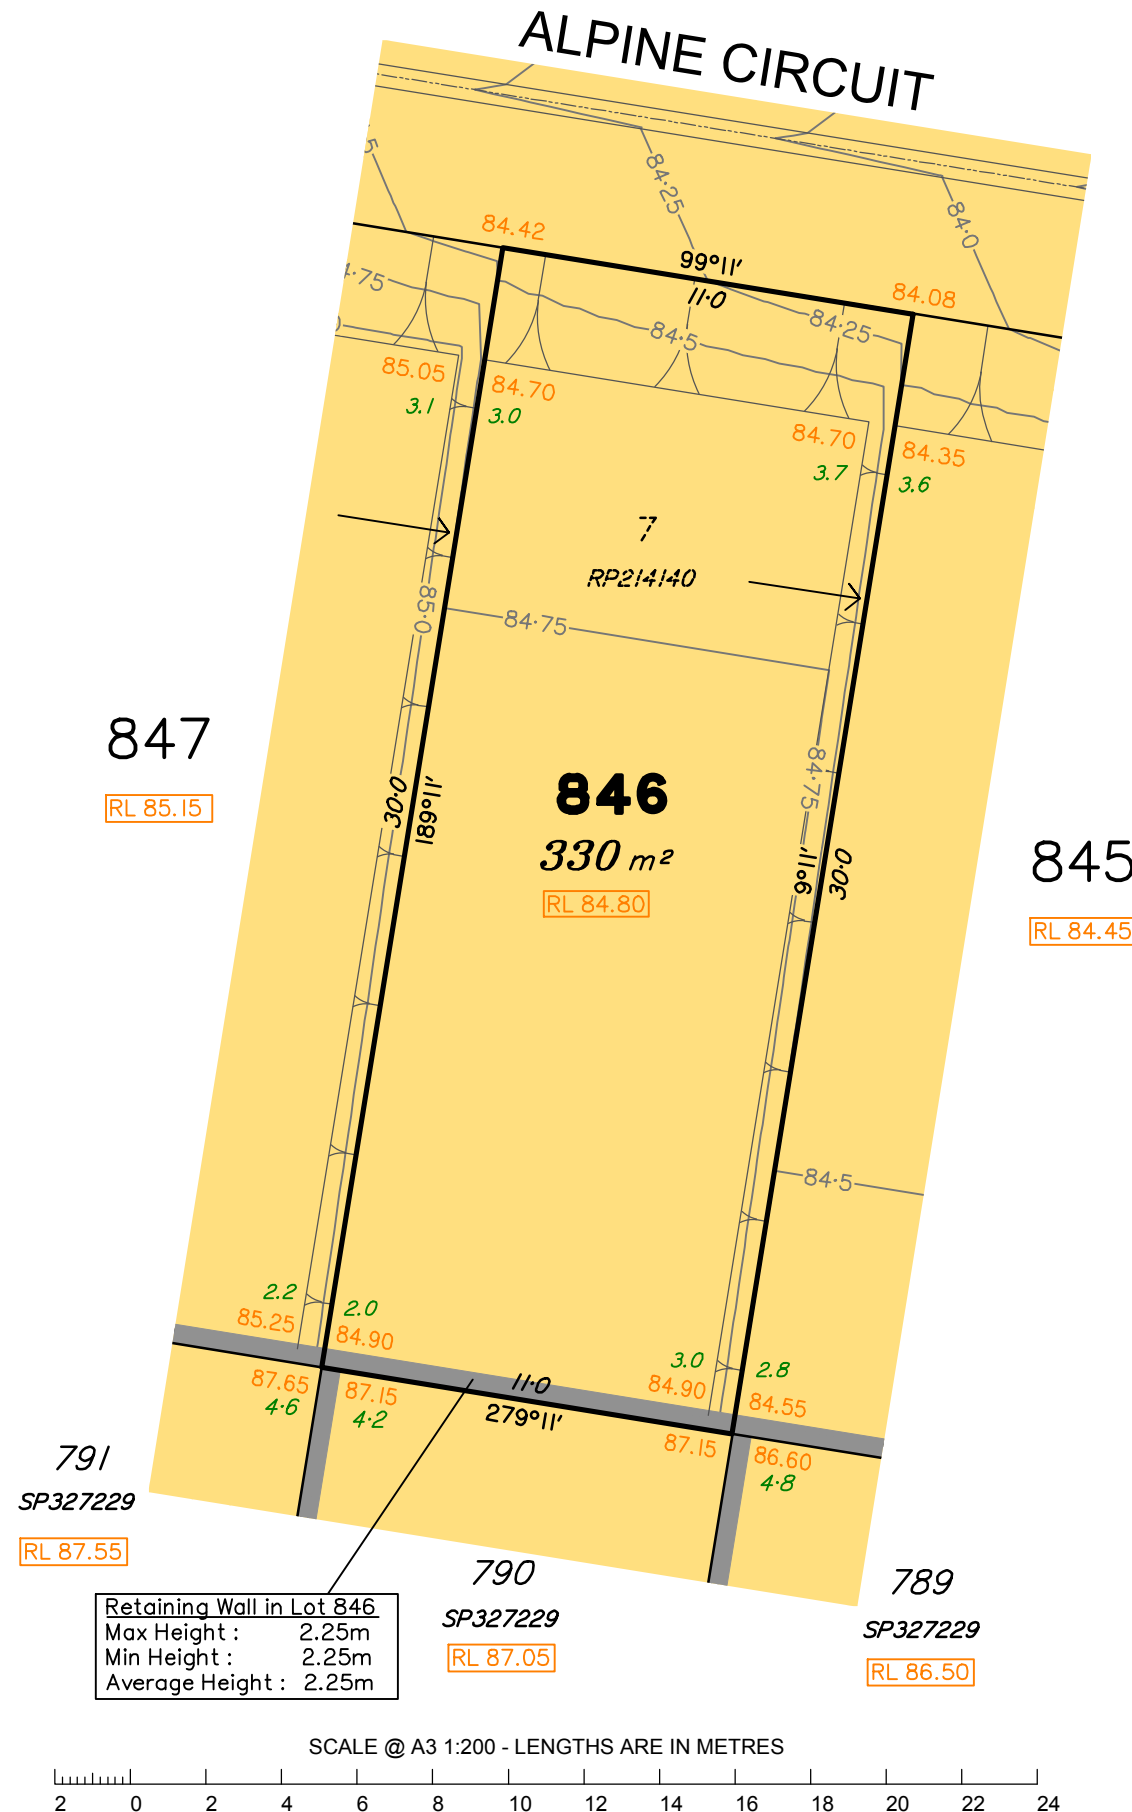 ALPINE CIRCUIT
84·25
84·0
5
84.42
99°11'
11·0
84.08
84·25
4·75
84·5
0
85.05
84.70
3.1
3.0
84.70
84.35
3.7
3.6
7
RP214140
85·0
84·75
847
RL 85.15
30·0
189°11'
846
330 m²
RL 84.80
84·75
9°11'
30·0
845
RL 84.45
84·5
2.2
2.0
85.25
84.90
3.0
2.8
84.90
84.55
87.65
87.15
4·6
4·2
11·0
279°11'
87.15
86.60
4·8
791
SP327229
RL 87.55
790
SP327229
RL 87.05
789
SP327229
RL 86.50
Retaining Wall in Lot 846
Max Height : 2.25m
Min Height : 2.25m
Average Height : 2.25m
SCALE @ A3 1:200 - LENGTHS ARE IN METRES
2 0 2 4 6 8 10 12 14 16 18 20 22 24